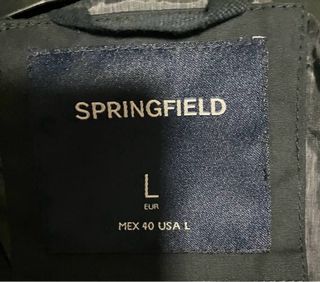 SPRINGFIELD
L
EUR
MEX 40 USA L